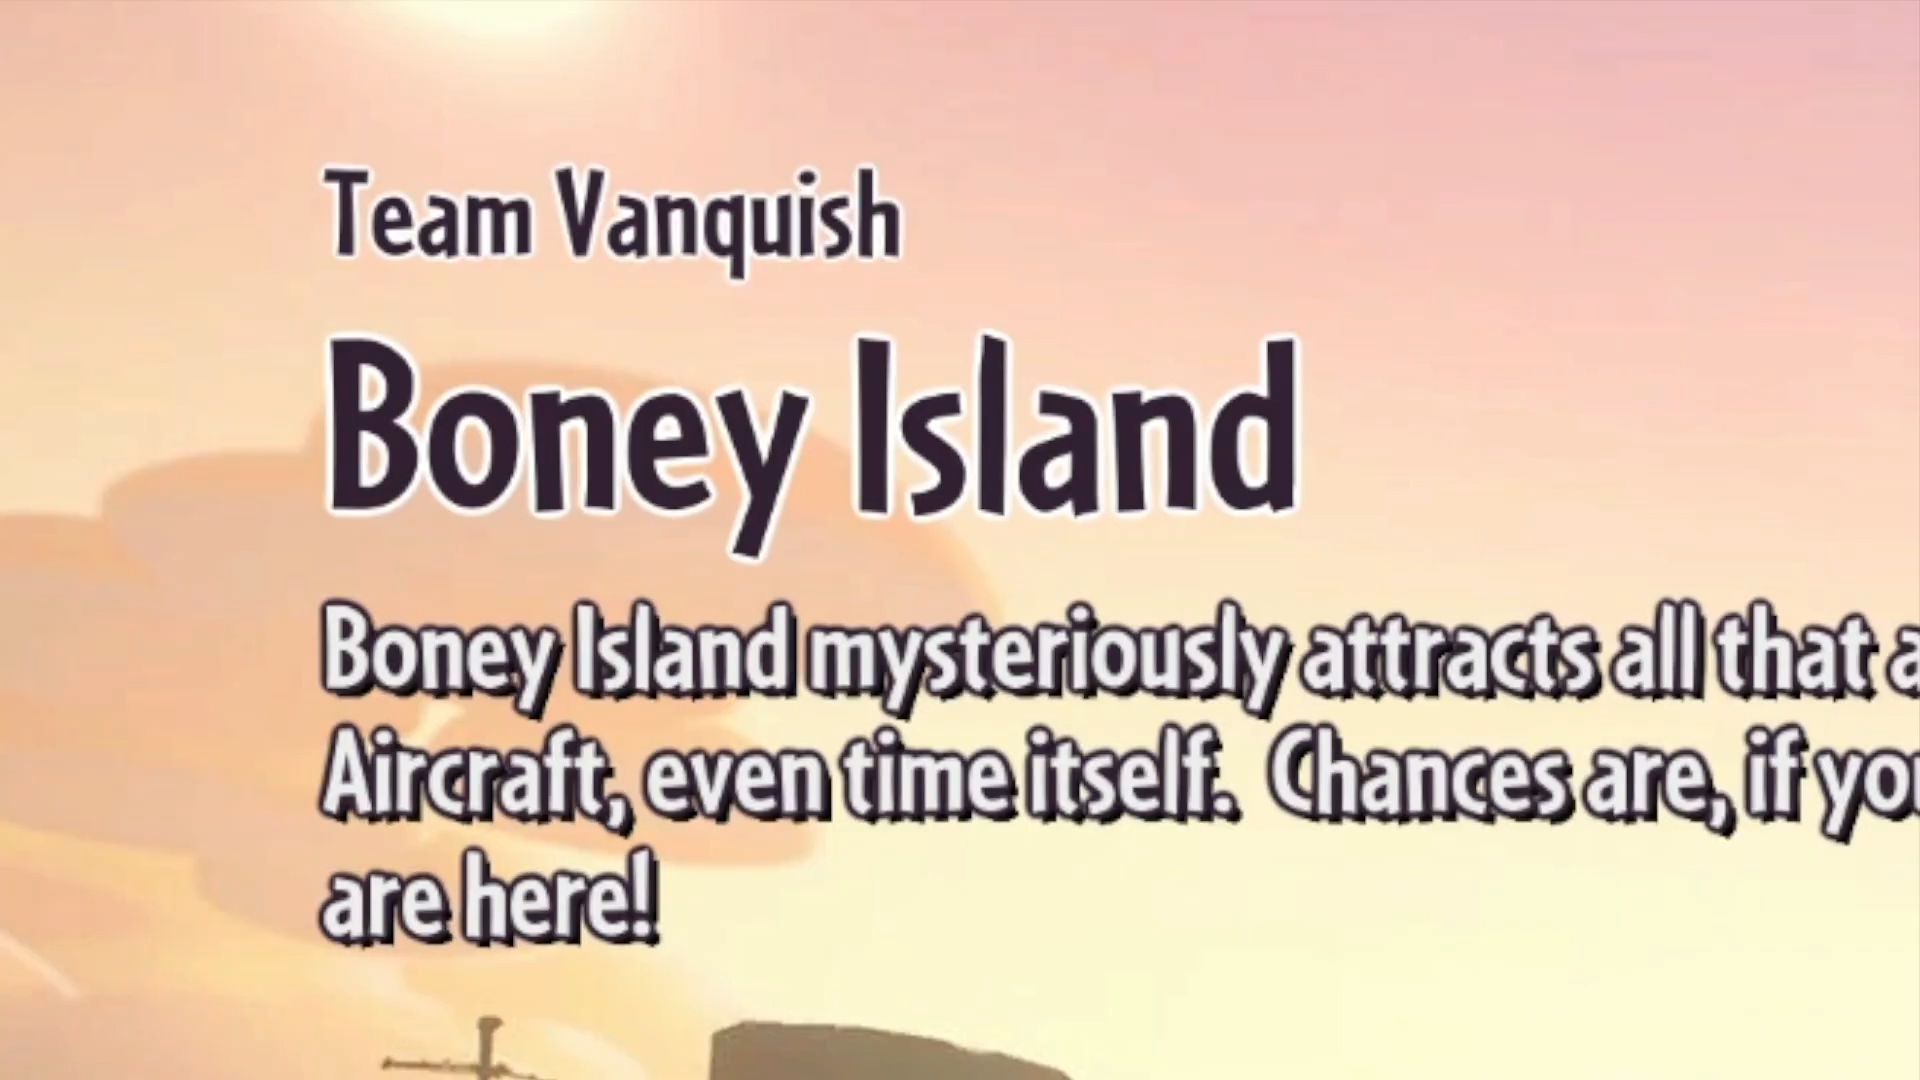 Team Vanquish
Boney Island
Boney Island mysteriously attracts all that
Aircraft, even time itself. Chances are, if
are here!